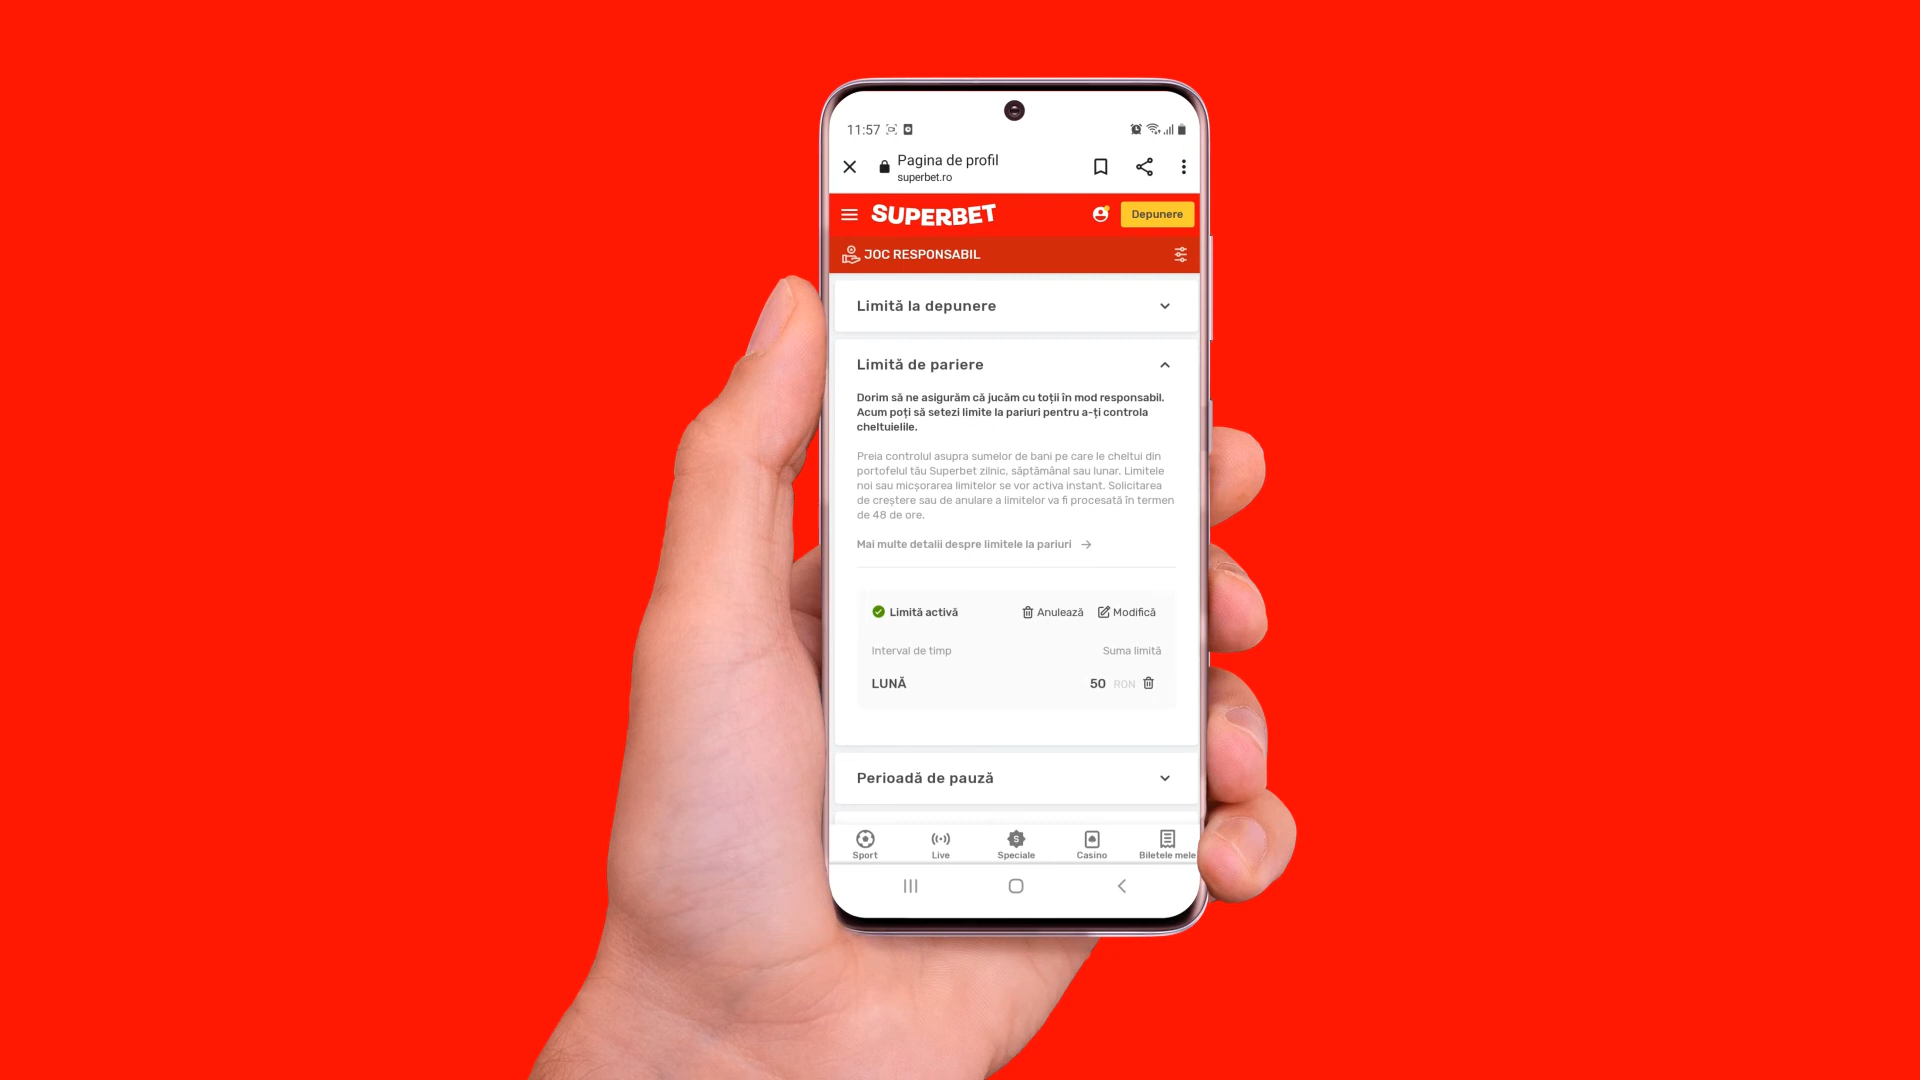 11:57
Pagina de profil
superbet.ro
SUPERBET
Depunere
JOC RESPONSABIL
Limită la depunere
Limită de pariere
Dorim să ne asigurăm că jucăm cu toții în mod responsabil.
Acum poți să setezi limite la pariuri pentru a-ți controla
cheltuielile.
Preia controlul asupra sumelor de bani pe care le cheltui din
portofelul tău Superbet zilnic, săptămânal sau lunar. Limitele
noi sau micșorarea limitelor se vor activa instant. Solicitarea
de creștere sau de anulare a limitelor va fi procesată în termen
de 48 de ore.
Mai multe detalii despre limitele la pariuri →
Limită activă Anulează Modifică
Interval de timp Suma limită
LUNĂ 50 RON
Perioadă de pauză
Sport Live Speciale Casino Biletele mele